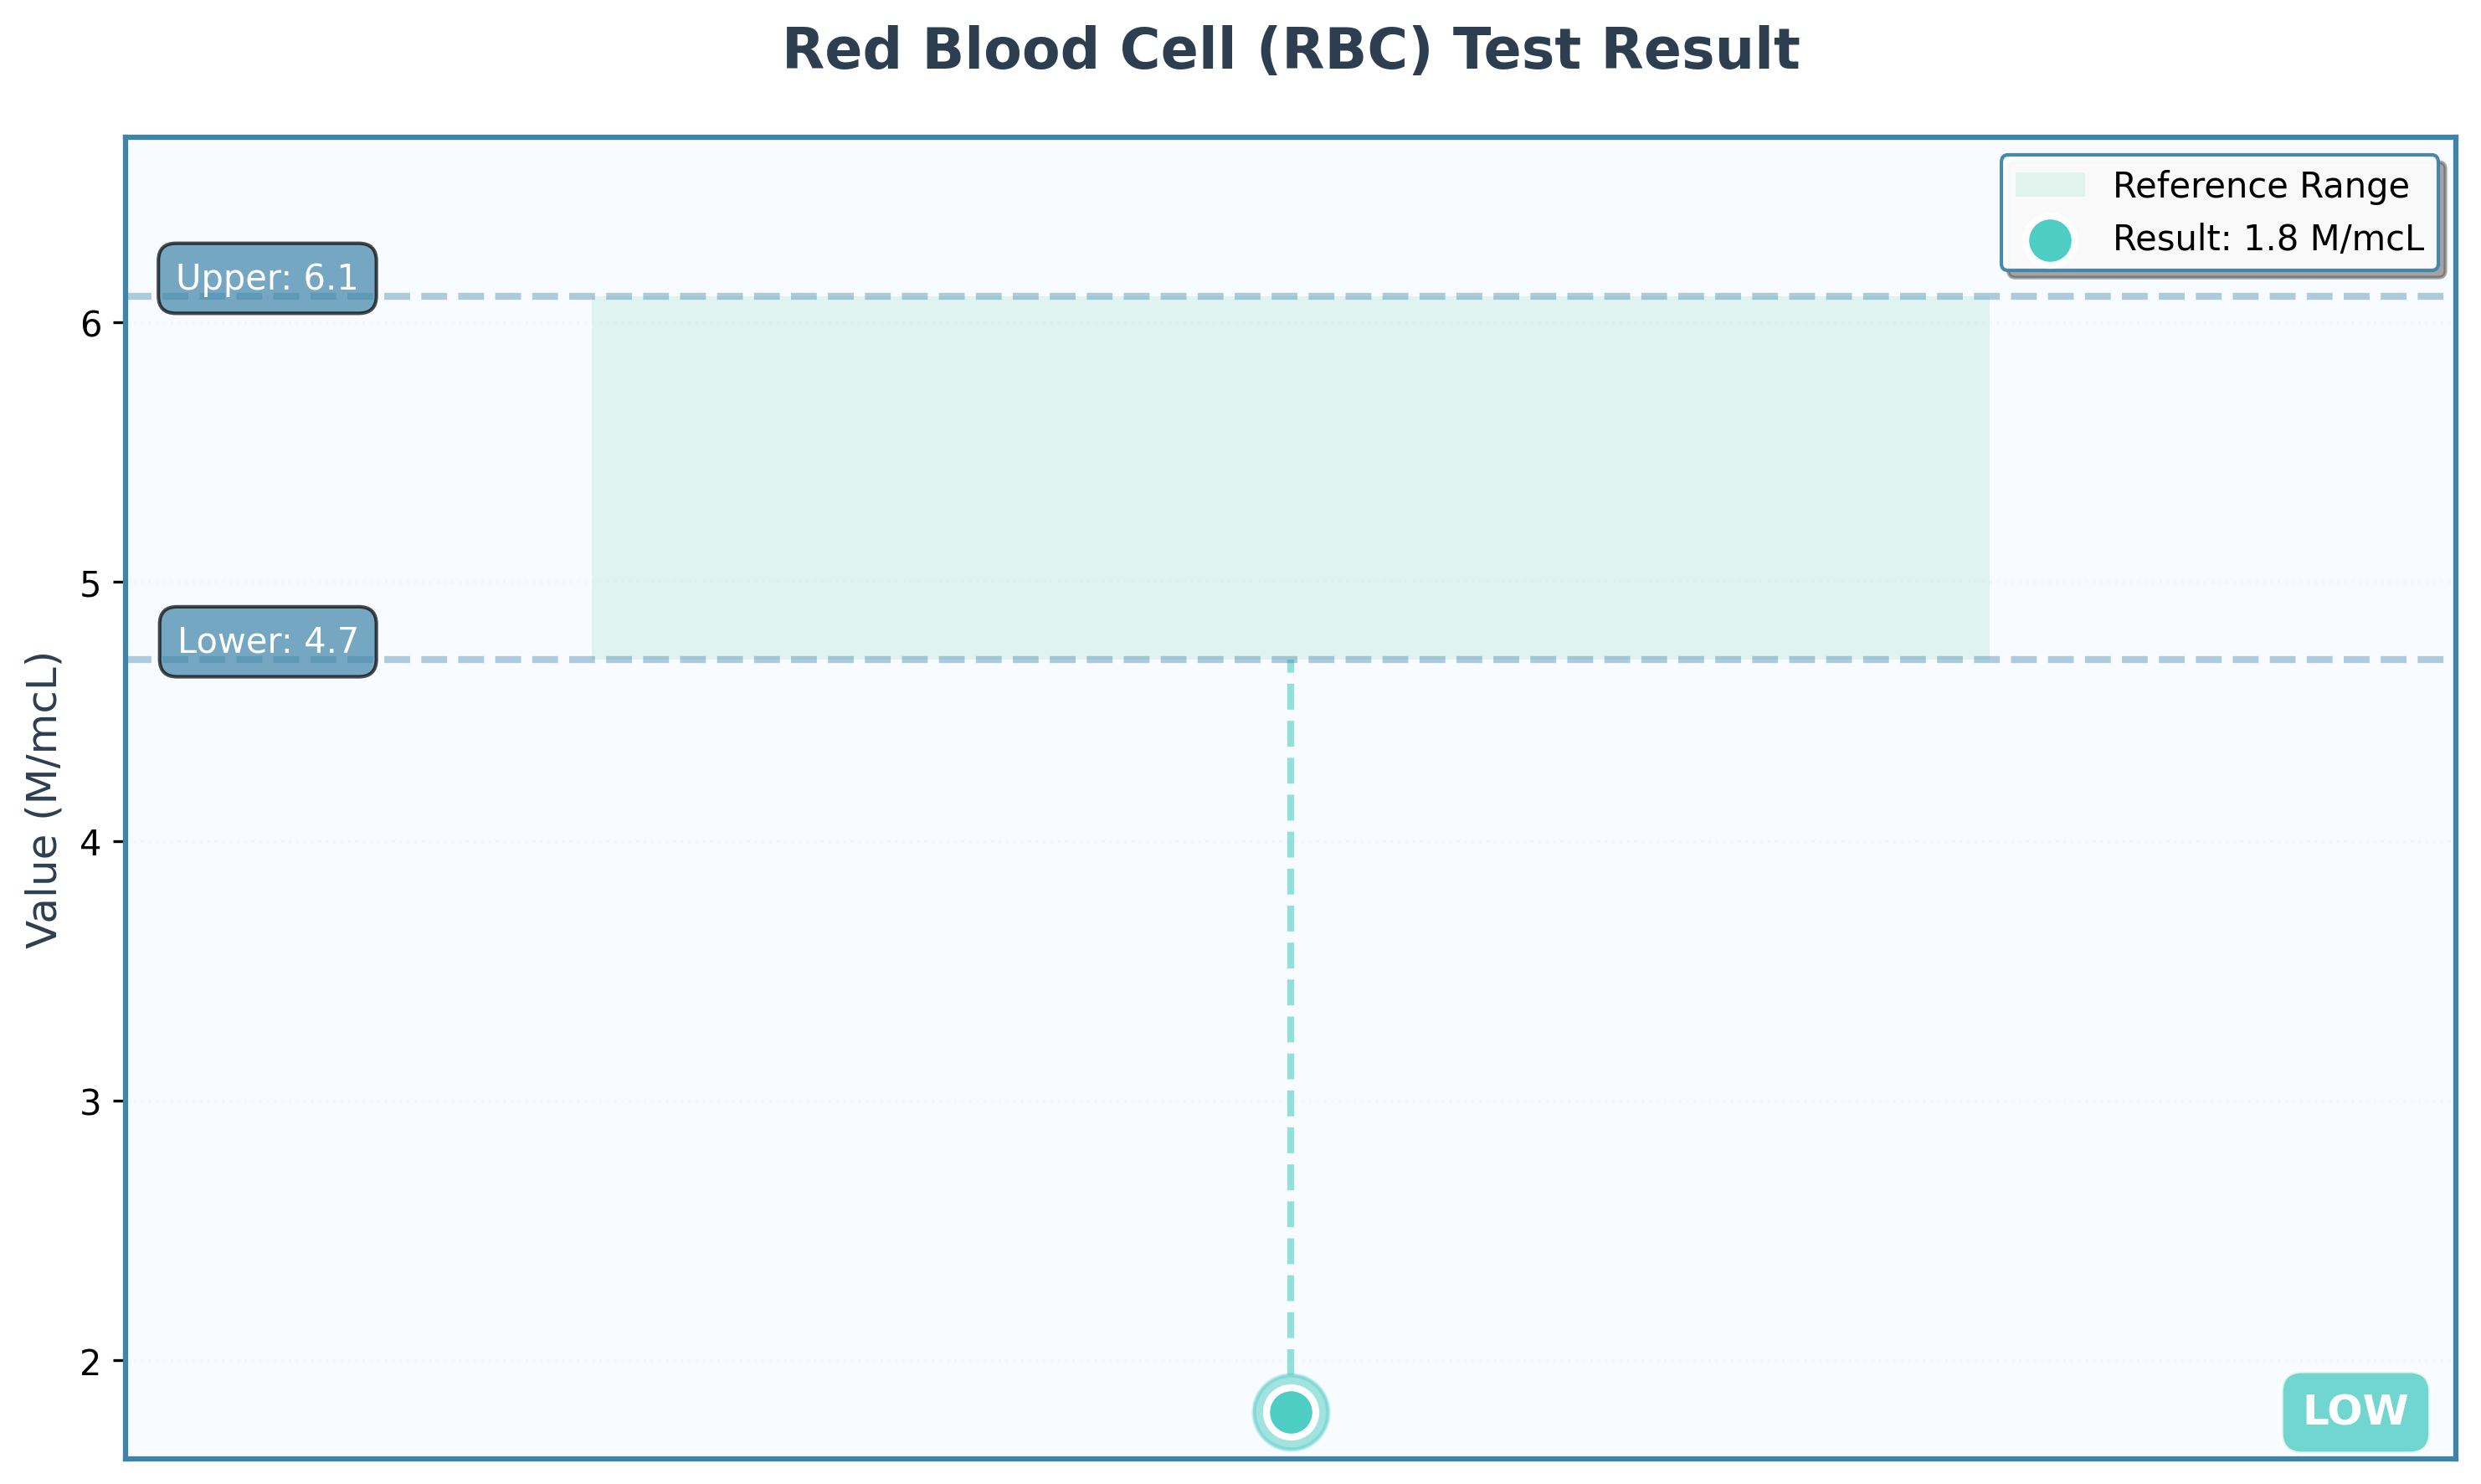 Red Blood Cell (RBC) Test Result
Reference Range
Result: 1.8 M/mcL
Upper: 6.1
6
5
Lower: 4.7
Value (M/mcL)
4
3
2
LOW